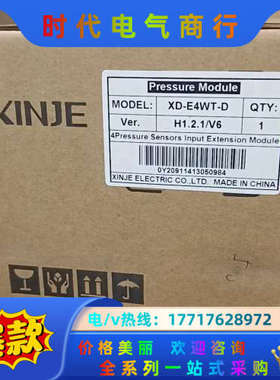 时代电气商行
XINJE
Pressure Module
MODEL: XD-E4WT-D QTY:
Ver. H1.2.1/V6 1
4Pressure Sensors Input Extension Module
0Y20911413050984
XINJE ELECTRIC CO.,LTD. MADE IN CHINA
爆款
电/v热线：17717628972
价格美丽 欢迎咨询
全系列一站式采购